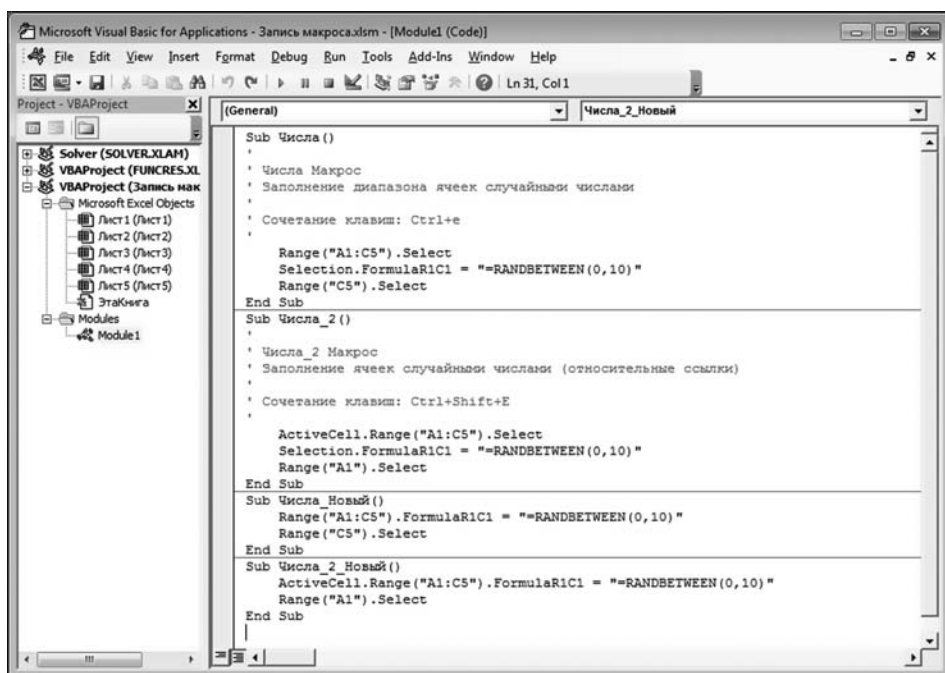 Microsoft Visual Basic for Applications - Запись макроса.xlsm - [Module1 (Code)]
File Edit View Insert Format Debug Run Tools Add-Ins Window Help
Ln 31, Col 1
Project - VBAProject
(General)
Числа_2_Новый
Solver (SOLVER.XLAM)
VBAProject (FUNCRES.XL
VBAProject (Запись мак
Microsoft Excel Objects
Лист1 (Лист1)
Лист2 (Лист2)
Лист3 (Лист3)
Лист4 (Лист4)
Лист5 (Лист5)
ЭтаКнига
Modules
Module1
Sub Числа()
'
' Числа Макрос
' Заполнение диапазона ячеек случайными числами
'
' Сочетание клавиш: Ctrl+e
'
Range("A1:C5").Select
Selection.FormulaR1C1 = "=RANDBETWEEN(0,10)"
Range("C5").Select
End Sub
Sub Числа_2()
'
' Числа_2 Макрос
' Заполнение ячеек случайными числами (относительные ссылки)
'
' Сочетание клавиш: Ctrl+Shift+E
'
ActiveCell.Range("A1:C5").Select
Selection.FormulaR1C1 = "=RANDBETWEEN(0,10)"
Range("A1").Select
End Sub
Sub Числа_Новый()
Range("A1:C5").FormulaR1C1 = "=RANDBETWEEN(0,10)"
Range("C5").Select
End Sub
Sub Числа_2_Новый()
ActiveCell.Range("A1:C5").FormulaR1C1 = "=RANDBETWEEN(0,10)"
Range("A1").Select
End Sub